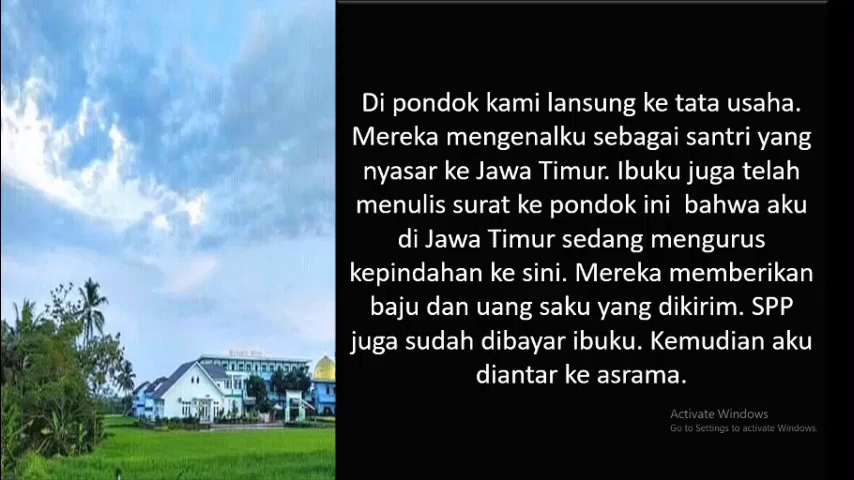 Di pondok kami lansung ke tata usaha.
Mereka mengenalku sebagai santri yang
nyasar ke Jawa Timur. Ibuku juga telah
menulis surat ke pondok ini  bahwa aku
di Jawa Timur sedang mengurus
kepindahan ke sini. Mereka memberikan
baju dan uang saku yang dikirim. SPP
juga sudah dibayar ibuku. Kemudian aku
diantar ke asrama.
Activate Windows
Go to Settings to activate Windows.